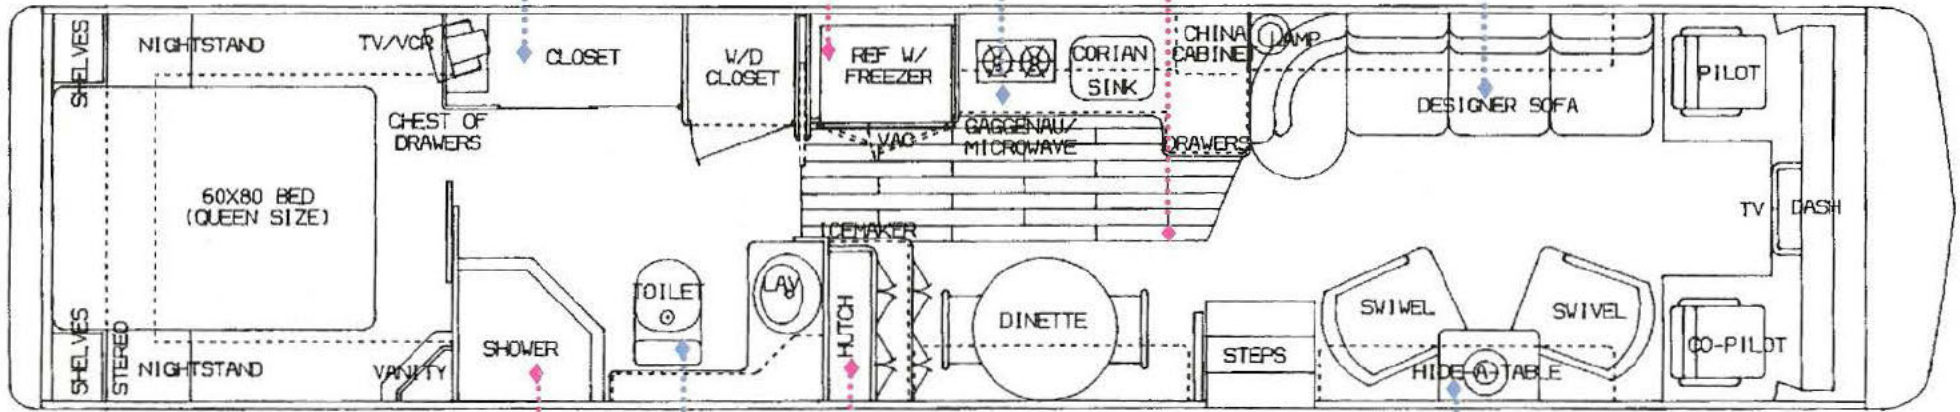 SHELVES
NIGHTSTAND
TV/VCR
CLOSET
W/D
CLOSET
REF W/
FREEZER
CORIAN
SINK
CHINA
CABINET
LAMP
DESIGNER SOFA
PILOT
CHEST OF
DRAWERS
VAC
GAGGENAU/
MICROWAVE
DRAWERS
60X80 BED
(QUEEN SIZE)
TV
DASH
ICEMAKER
TOILET
LAV
HUTCH
DINETTE
SWIWEL
SWIVEL
SHELVES
STEREO
NIGHTSTAND
VANITY
SHOWER
STEPS
HIDE-A-TABLE
CO-PILOT